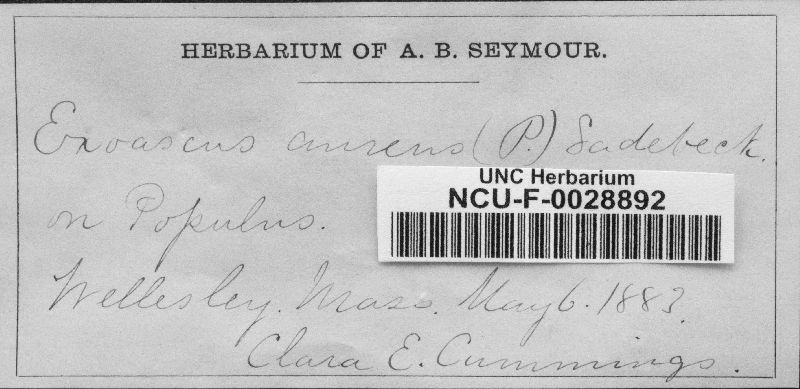 HERBARIUM OF A. B. SEYMOUR.
Exoascus aureus (P.) Sadebeck.
UNC Herbarium
NCU-F-0028892
on Populus.
Wellesley. Mass. May 6. 1883.
Clara E. Cummings.